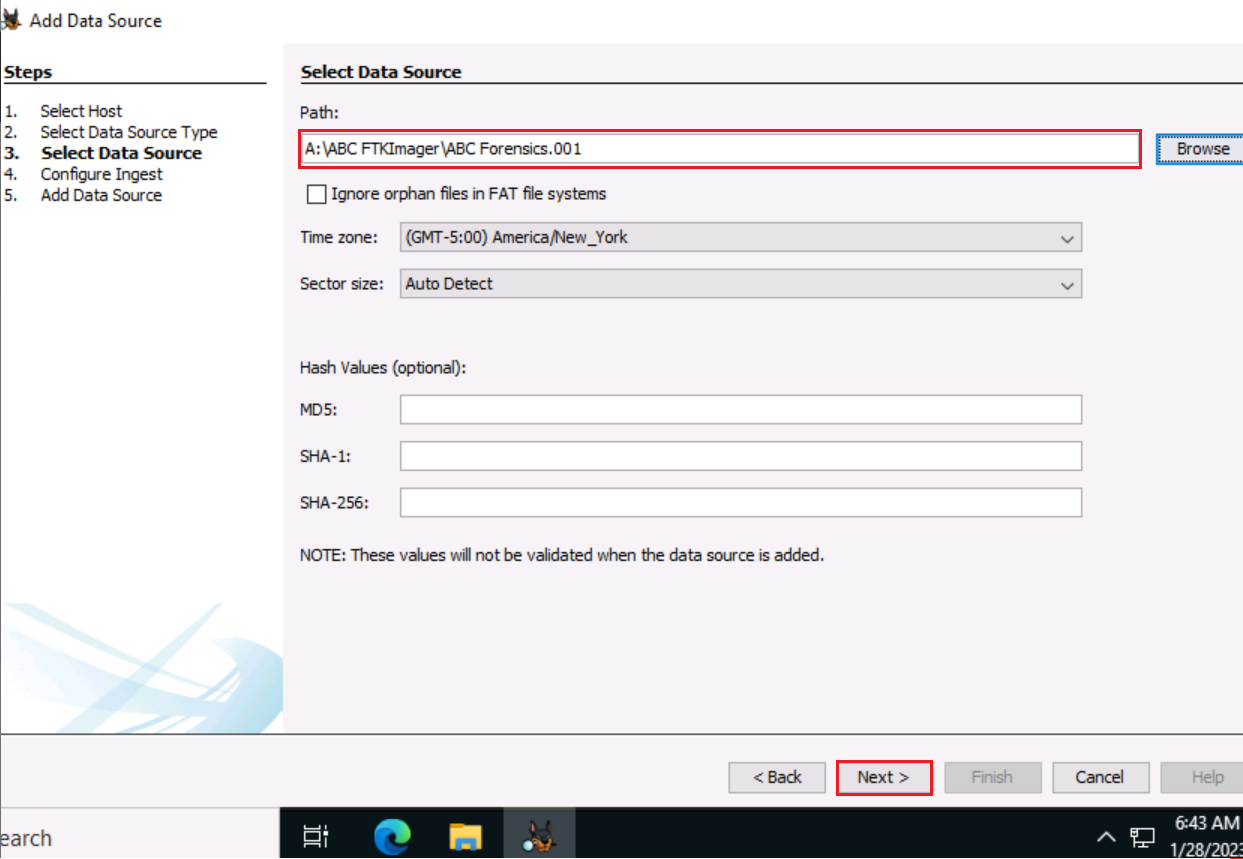 Add Data Source
Steps
1. Select Host
2. Select Data Source Type
3. Select Data Source
4. Configure Ingest
5. Add Data Source
Select Data Source
Path:
A:\ABC FTKImager\ABC Forensics.001
Browse
Ignore orphan files in FAT file systems
Time zone: (GMT-5:00) America/New_York
Sector size: Auto Detect
Hash Values (optional):
MD5:
SHA-1:
SHA-256:
NOTE: These values will not be validated when the data source is added.
< Back
Next >
Finish
Cancel
Help
earch
6:43 AM
1/28/2023